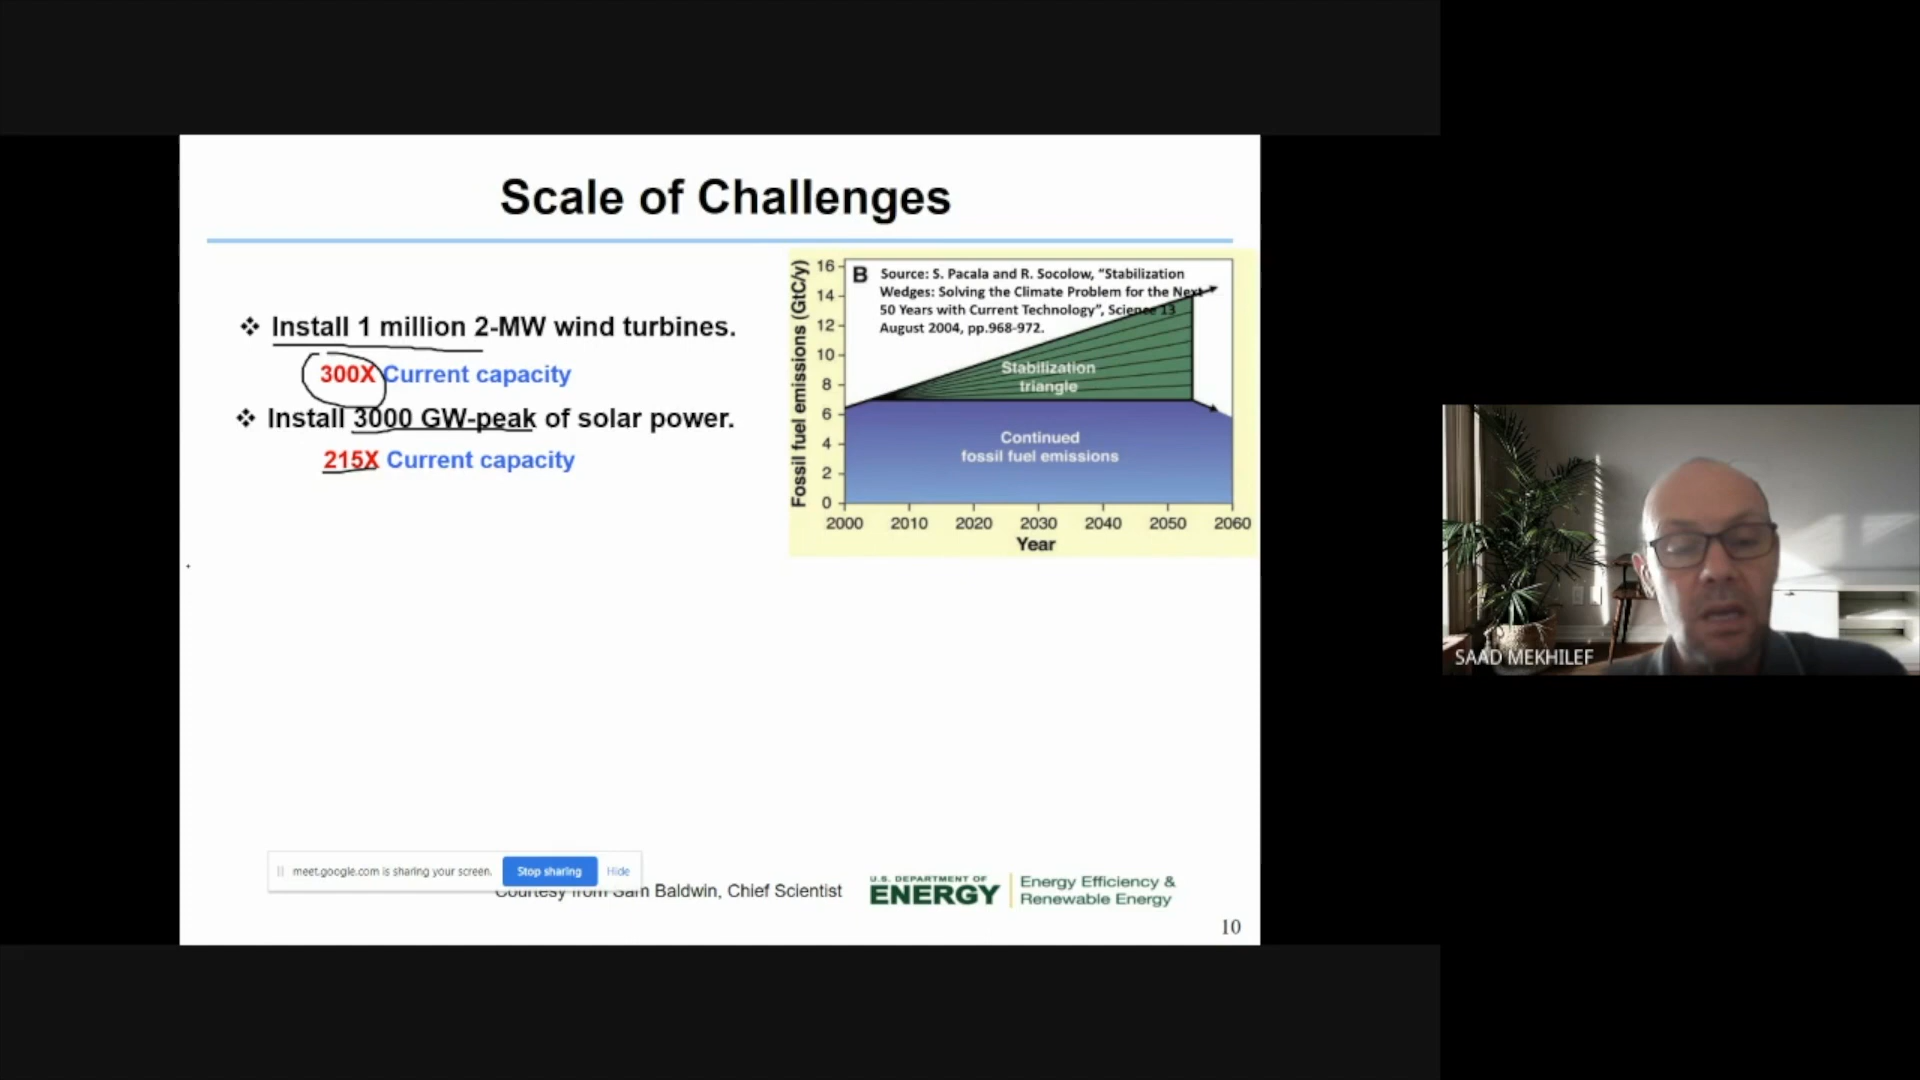 Scale of Challenges
❖ Install 1 million 2-MW wind turbines.
300X Current capacity
❖ Install 3000 GW-peak of solar power.
215X Current capacity
B Source: S. Pacala and R. Socolow, “Stabilization
Wedges: Solving the Climate Problem for the Next
50 Years with Current Technology”, Science 13
August 2004, pp.968-972.
Fossil fuel emissions (GtC/y)
16
14
12
10
8
6
4
2
0
Stabilization
triangle
Continued
fossil fuel emissions
2000 2010 2020 2030 2040 2050 2060
Year
SAAD MEKHILEF
meet.google.com is sharing your screen. Stop sharing Hide
Courtesy from Sam Baldwin, Chief Scientist
U.S. DEPARTMENT OF
ENERGY
Energy Efficiency &
Renewable Energy
10